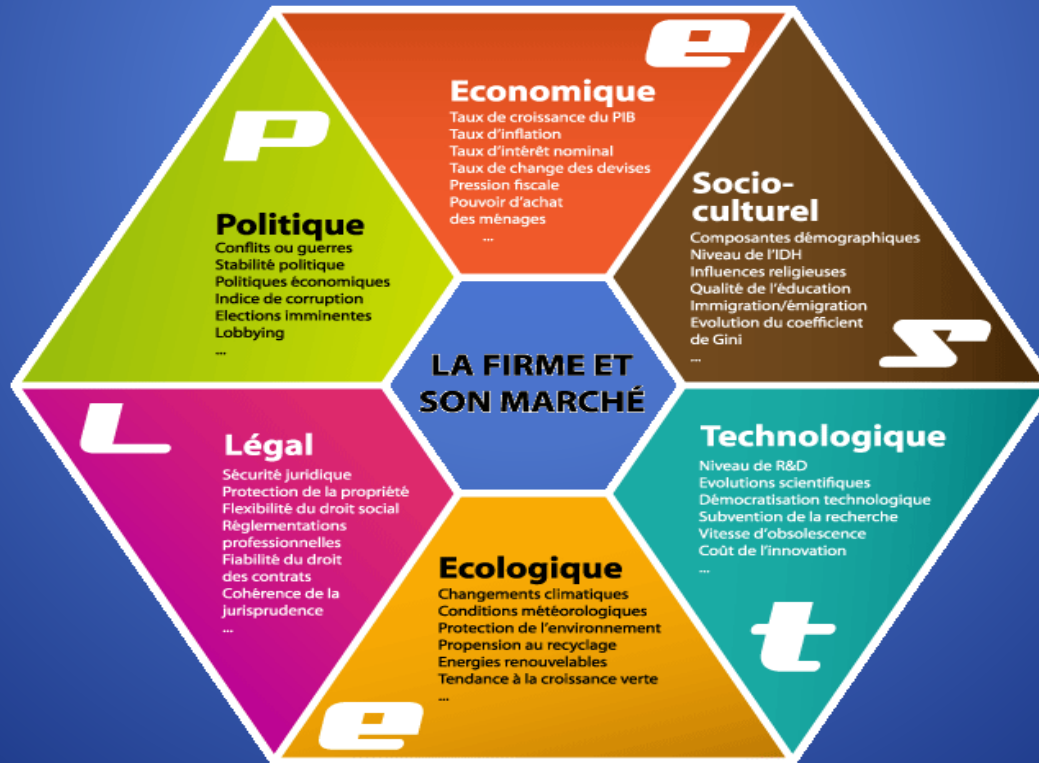 P
Politique
Conflits ou guerres
Stabilité politique
Politiques économiques
Indice de corruption
Elections imminentes
Lobbying
...
e
Economique
Taux de croissance du PIB
Taux d'inflation
Taux d'intérêt nominal
Taux de change des devises
Pression fiscale
Pouvoir d'achat
des ménages
...
Socio-
culturel
Composantes démographiques
Niveau de l'IDH
Influences religieuses
Qualité de l'éducation
Immigration/émigration
Evolution du coefficient
de Gini
...
s
LA FIRME ET
SON MARCHÉ
Technologique
Niveau de R&D
Evolutions scientifiques
Démocratisation technologique
Subvention de la recherche
Vitesse d'obsolescence
Coût de l'innovation
...
t
Ecologique
Changements climatiques
Conditions météorologiques
Protection de l'environnement
Propension au recyclage
Energies renouvelables
Tendance à la croissance verte
...
e
L
Légal
Sécurité juridique
Protection de la propriété
Flexibilité du droit social
Règlementations
professionnelles
Fiabilité du droit
des contrats
Cohérence de la
jurisprudence
...